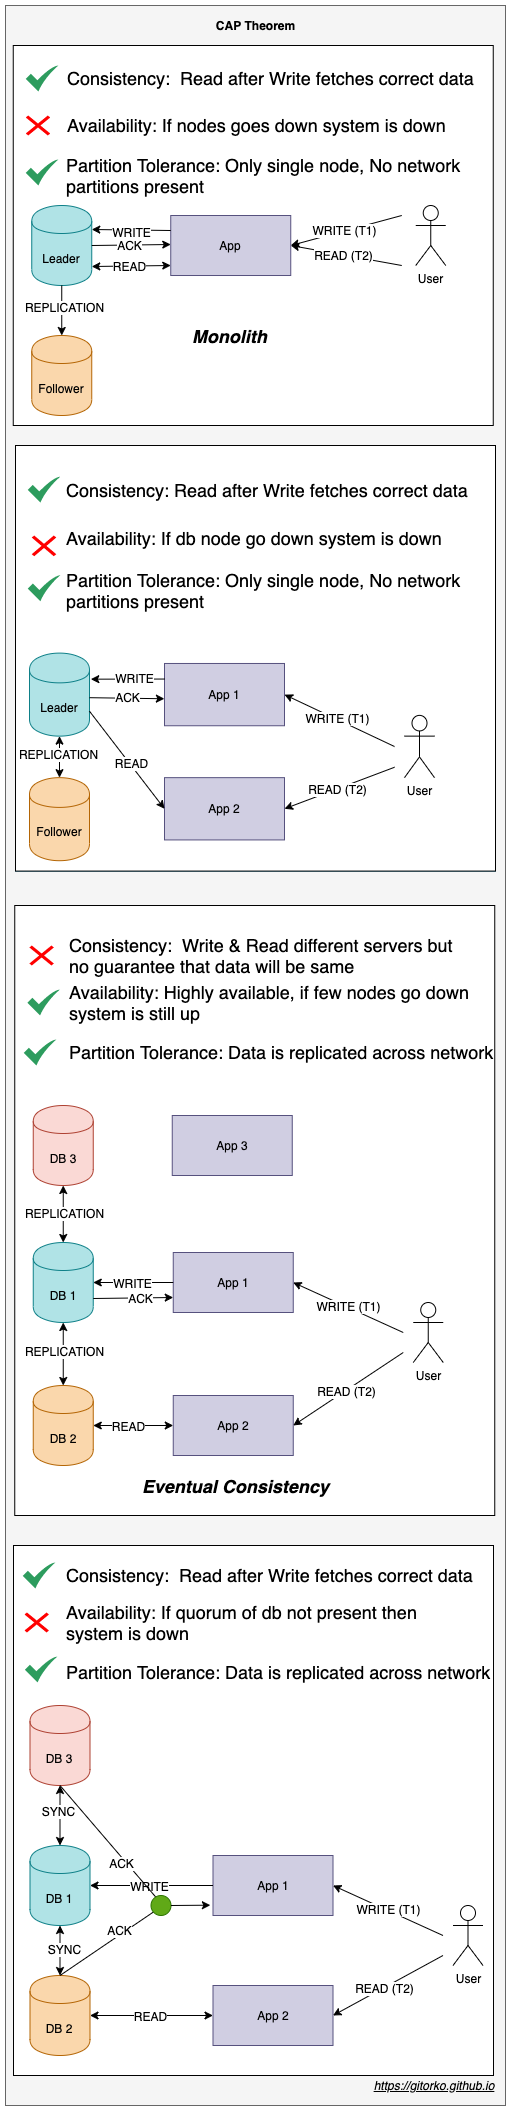 CAP Theorem
Consistency: Read after Write fetches correct data
Availability: If nodes goes down system is down
Partition Tolerance: Only single node, No network
partitions present
Leader
WRITE
ACK
READ
App
WRITE (T1)
READ (T2)
User
REPLICATION
Monolith
Follower
Consistency: Read after Write fetches correct data
Availability: If db node go down system is down
Partition Tolerance: Only single node, No network
partitions present
Leader
WRITE
ACK
App 1
WRITE (T1)
REPLICATION
READ
READ (T2)
User
Follower
App 2
Consistency: Write & Read different servers but
no guarantee that data will be same
Availability: Highly available, if few nodes go down
system is still up
Partition Tolerance: Data is replicated across network
DB 3
App 3
REPLICATION
DB 1
WRITE
ACK
App 1
WRITE (T1)
REPLICATION
User
READ (T2)
DB 2
READ
App 2
Eventual Consistency
Consistency: Read after Write fetches correct data
Availability: If quorum of db not present then
system is down
Partition Tolerance: Data is replicated across network
DB 3
SYNC
ACK
DB 1
WRITE
App 1
WRITE (T1)
ACK
SYNC
User
READ (T2)
DB 2
READ
App 2
https://gitorko.github.io